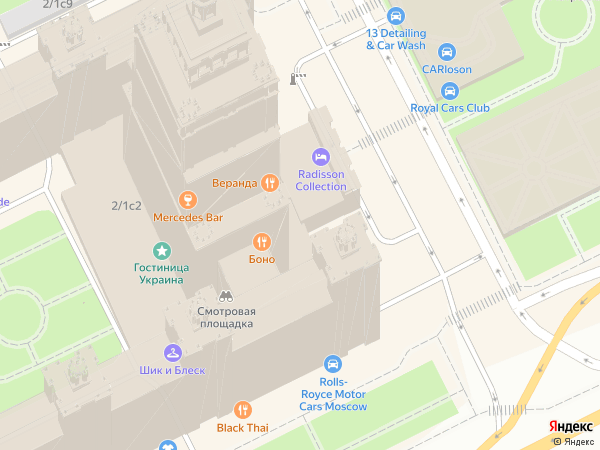 2/1с9
13 Detailing
& Car Wash
CARloson
Royal Cars Club
Radisson
Collection
Веранда
de
2/1с2
Mercedes Bar
Боно
Гостиница
Украина
Смотровая
площадка
Шик и Блеск
Rolls-
Royce Motor
Cars Moscow
Black Thai
Яндекс
© Яндекс